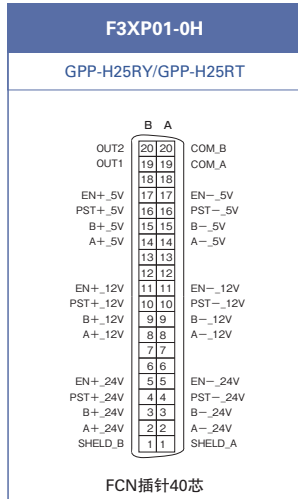 F3XP01-0H
GPP-H25RY/GPP-H25RT
B A
OUT2 20 20 COM_B
OUT1 19 19 COM_A
18 18
EN+_5V 17 17 EN−_5V
PST+_5V 16 16 PST−_5V
B+_5V 15 15 B−_5V
A+_5V 14 14 A−_5V
13 13
12 12
EN+_12V 11 11 EN−_12V
PST+_12V 10 10 PST−_12V
B+_12V 9 9 B−_12V
A+_12V 8 8 A−_12V
7 7
6 6
EN+_24V 5 5 EN−_24V
PST+_24V 4 4 PST−_24V
B+_24V 3 3 B−_24V
A+_24V 2 2 A−_24V
SHELD_B 1 1 SHELD_A
FCN插针40芯